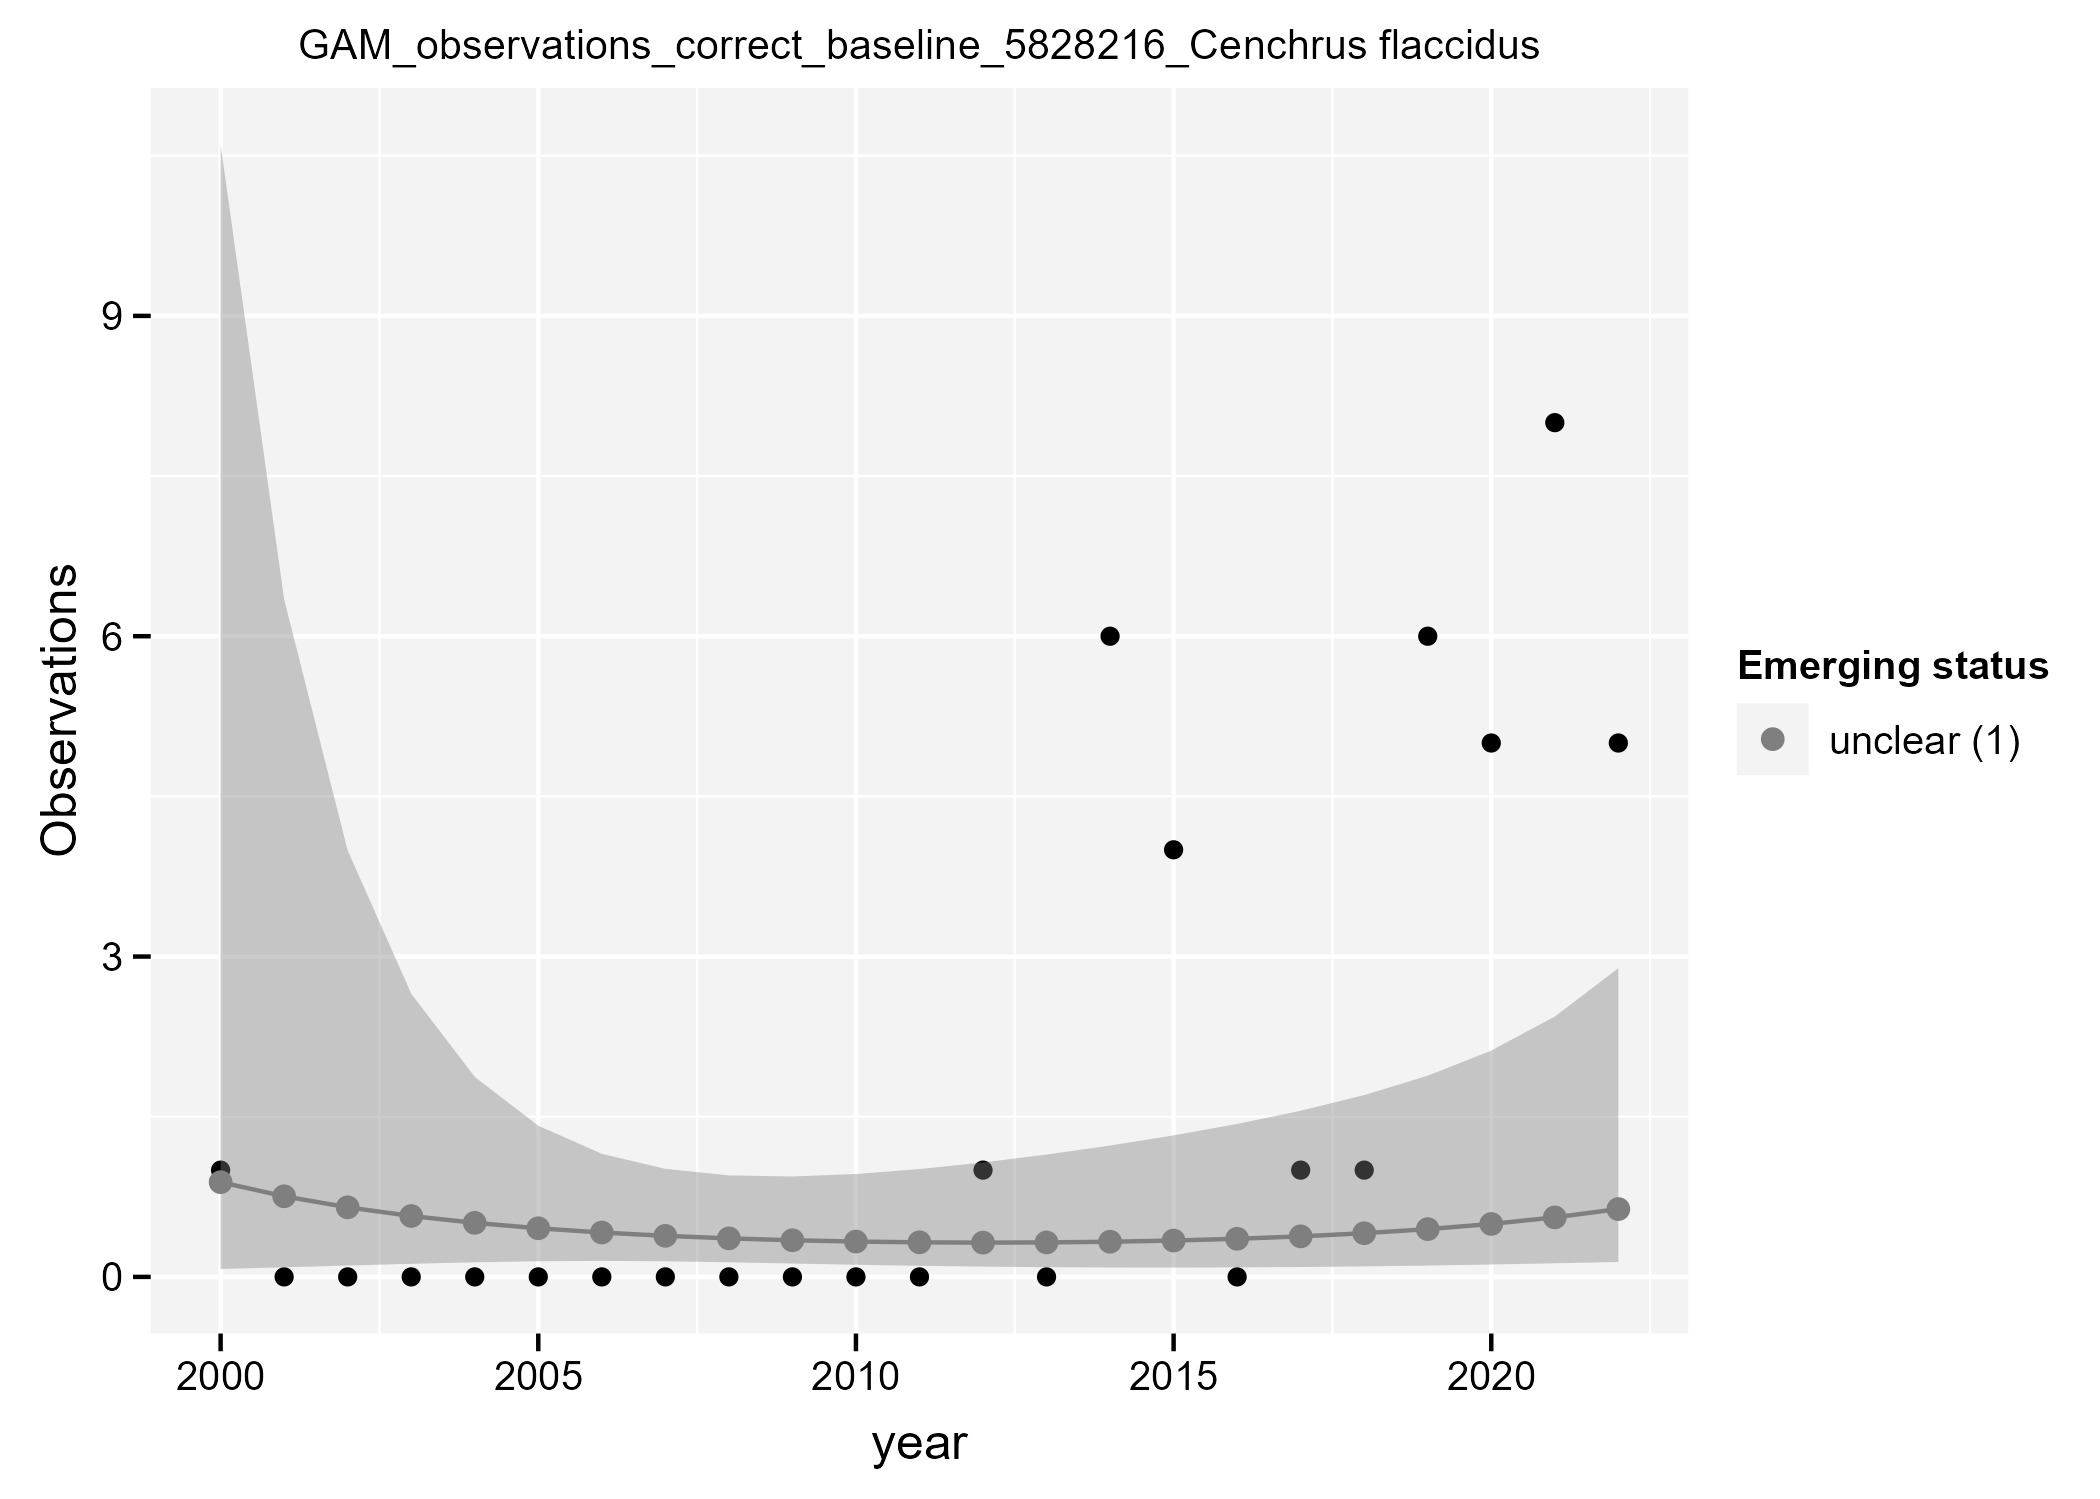 GAM_observations_correct_baseline_5828216_Cenchrus flaccidus
9
6
3
0
Observations
2000 2005 2010 2015 2020
year
Emerging status
unclear (1)